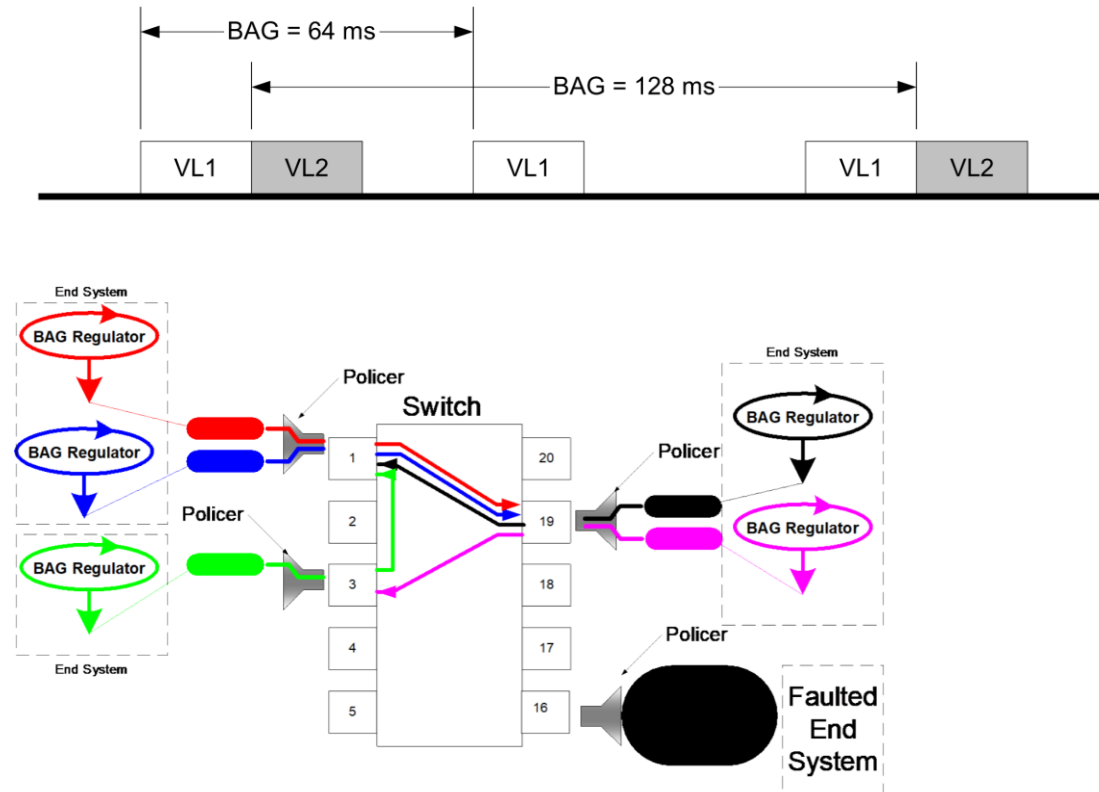 BAG = 64 ms
BAG = 128 ms
VL1
VL2
VL1
VL1
VL2
End System
BAG Regulator
BAG Regulator
Policer
Switch
1
2
3
4
5
20
19
18
17
16
Policer
BAG Regulator
End System
End System
BAG Regulator
BAG Regulator
Policer
Policer
Faulted
End
System